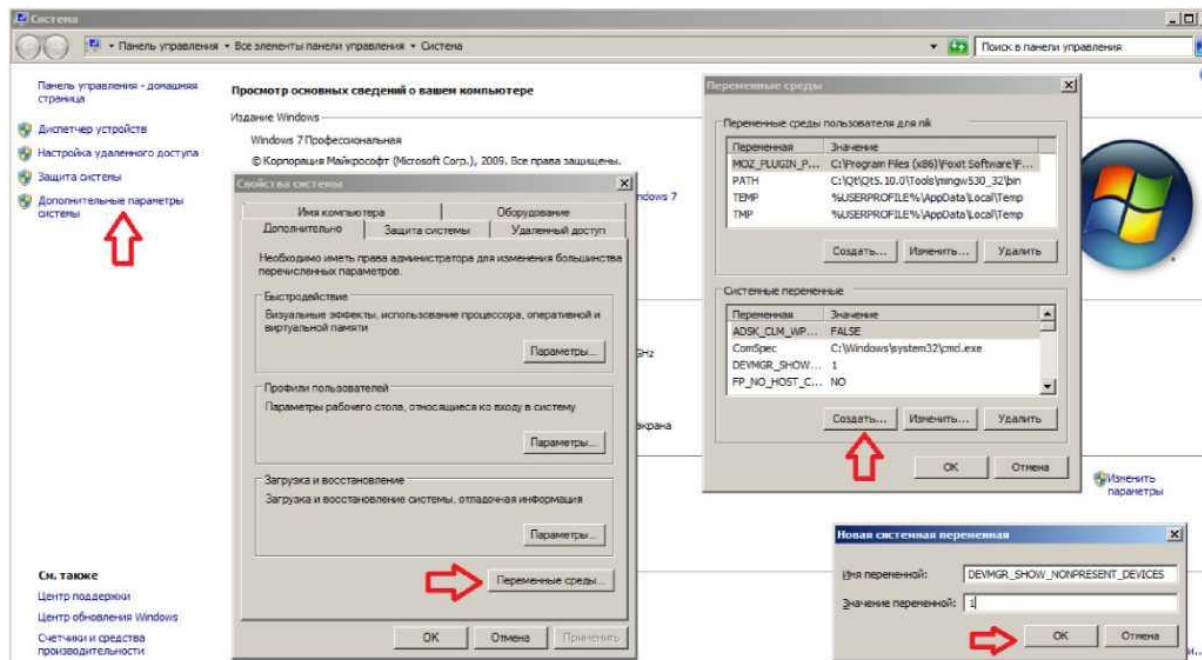 Система
Панель управления Все элементы панели управления Система
Поиск в панели управления
Панель управления - домашняя страница
Диспетчер устройств
Настройка удаленного доступа
Защита системы
Дополнительные параметры системы
См. также
Центр поддержки
Центр обновления Windows
Счетчики и средства производительности
Просмотр основных сведений о вашем компьютере
Издание Windows
Windows 7 Профессиональная
© Корпорация Майкрософт (Microsoft Corp.), 2009. Все права защищены.
ndows 7
GHz
экрана
Изменить параметры
Свойства системы
Имя компьютера
Оборудование
Дополнительно
Защита системы
Удаленный доступ
Необходимо иметь права администратора для изменения большинства
перечисленных параметров.
Быстродействие
Визуальные эффекты, использование процессора, оперативной и
виртуальной памяти
Параметры...
Профили пользователей
Параметры рабочего стола, относящиеся ко входу в систему
Параметры...
Загрузка и восстановление
Загрузка и восстановление системы, отладочная информация
Параметры...
Переменные среды...
ОК
Отмена
Применить
Переменные среды
Переменные среды пользователя для nik
Переменная Значение
MOZ_PLUGIN_P... C:\Program Files (x86)\Foxit Software\F...
PATH C:\Qt\Qt5.10.0\Tools\mingw530_32\bin
TEMP %USERPROFILE%\AppData\Local\Temp
TMP %USERPROFILE%\AppData\Local\Temp
Создать... Изменить... Удалить
Системные переменные
Переменная Значение
ADSK_CLM_WP... FALSE
ComSpec C:\Windows\system32\cmd.exe
DEVMGR_SHOW... 1
FP_NO_HOST_C... NO
Создать... Изменить... Удалить
ОК Отмена
Новая системная переменная
Имя переменной: DEVMGR_SHOW_NONPRESENT_DEVICES
Значение переменной: 1
ОК Отмена